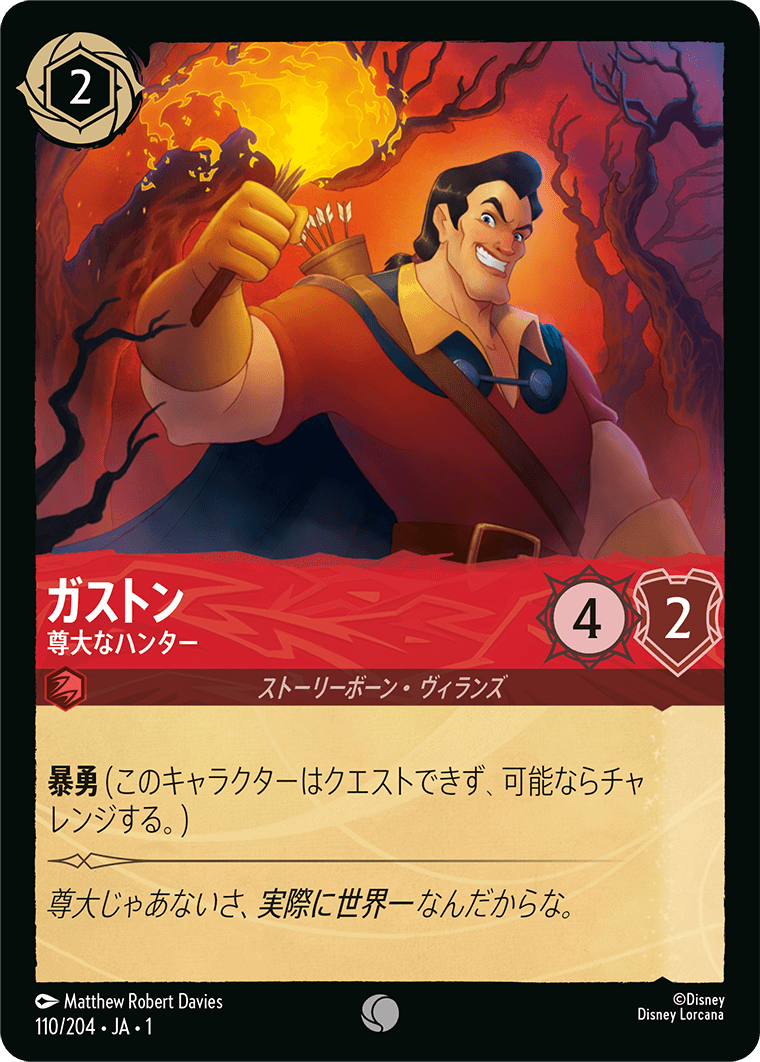 2
ガストン
尊大なハンター
4
2
ストーリーボーン・ヴィランズ
暴勇(このキャラクターはクエストできず、可能ならチャ
レンジする。)
尊大じゃあないさ、実際に世界一なんだからな。
Matthew Robert Davies
110/204・JA・1
©Disney
Disney Lorcana